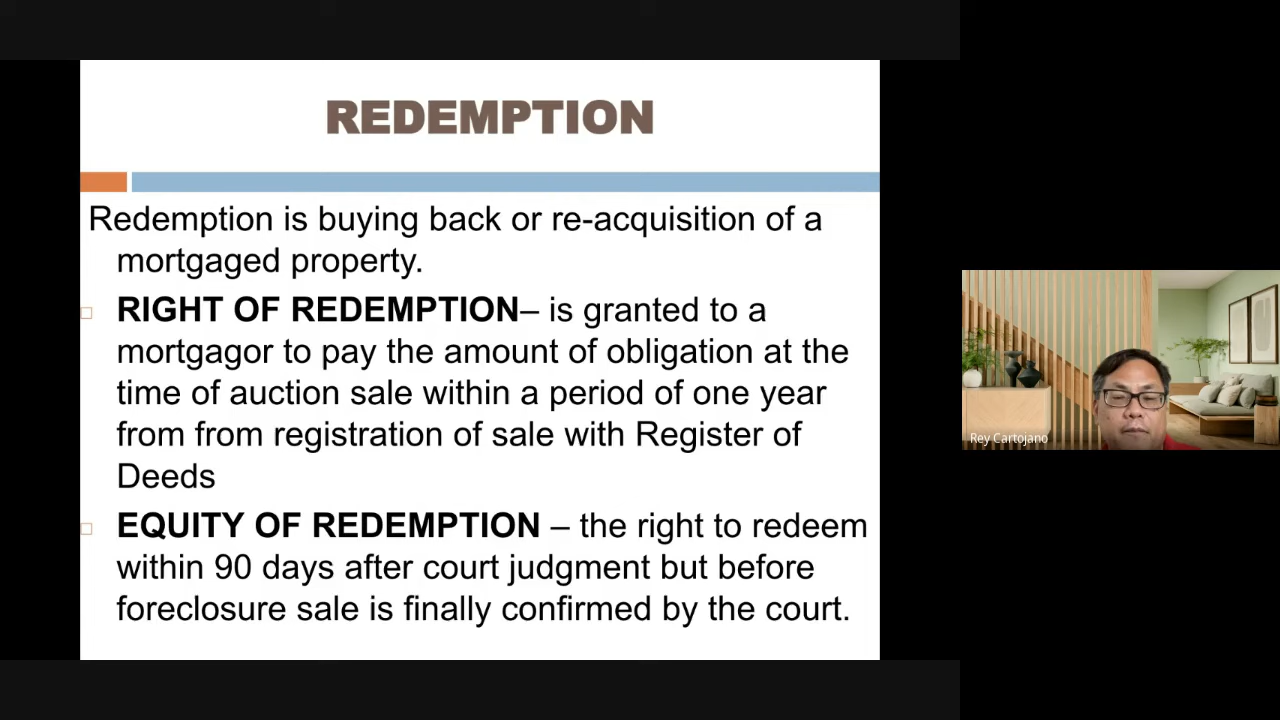 REDEMPTION
Redemption is buying back or re-acquisition of a
mortgaged property.
RIGHT OF REDEMPTION– is granted to a
mortgagor to pay the amount of obligation at the
time of auction sale within a period of one year
from from registration of sale with Register of
Deeds
EQUITY OF REDEMPTION – the right to redeem
within 90 days after court judgment but before
foreclosure sale is finally confirmed by the court.
Rey Cartojano